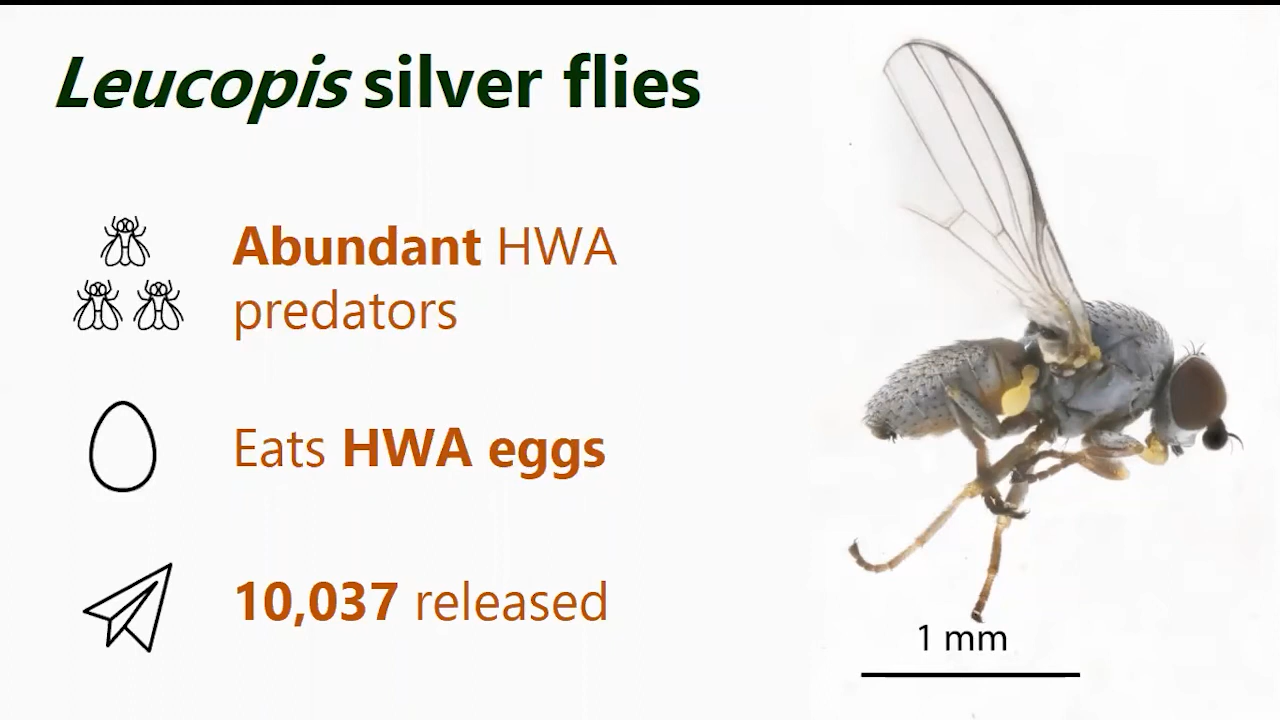 Leucopis silver flies
Abundant HWA
predators
Eats HWA eggs
10,037 released
1 mm